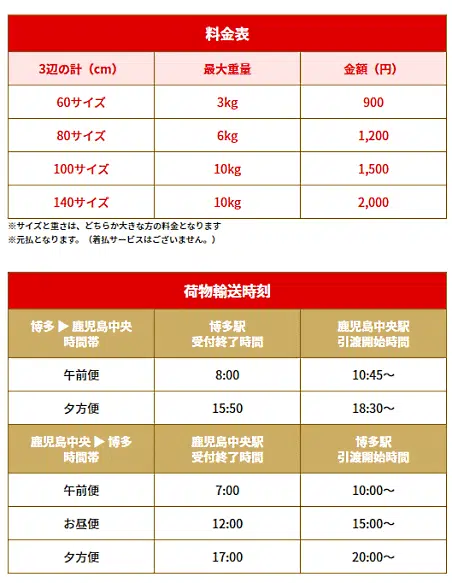 料金表
3辺の計（cm） 最大重量 金額（円）
60サイズ 3kg 900
80サイズ 6kg 1,200
100サイズ 10kg 1,500
140サイズ 10kg 2,000
※サイズと重さは、どちらか大きな方の料金となります
※元払となります。（着払サービスはございません。）
荷物輸送時刻
博多 ▶ 鹿児島中央 博多駅 鹿児島中央駅
時間帯 受付終了時間 引渡開始時間
午前便 8:00 10:45～
夕方便 15:50 18:30～
鹿児島中央 ▶ 博多 鹿児島中央駅 博多駅
時間帯 受付終了時間 引渡開始時間
午前便 7:00 10:00～
お昼便 12:00 15:00～
夕方便 17:00 20:00～